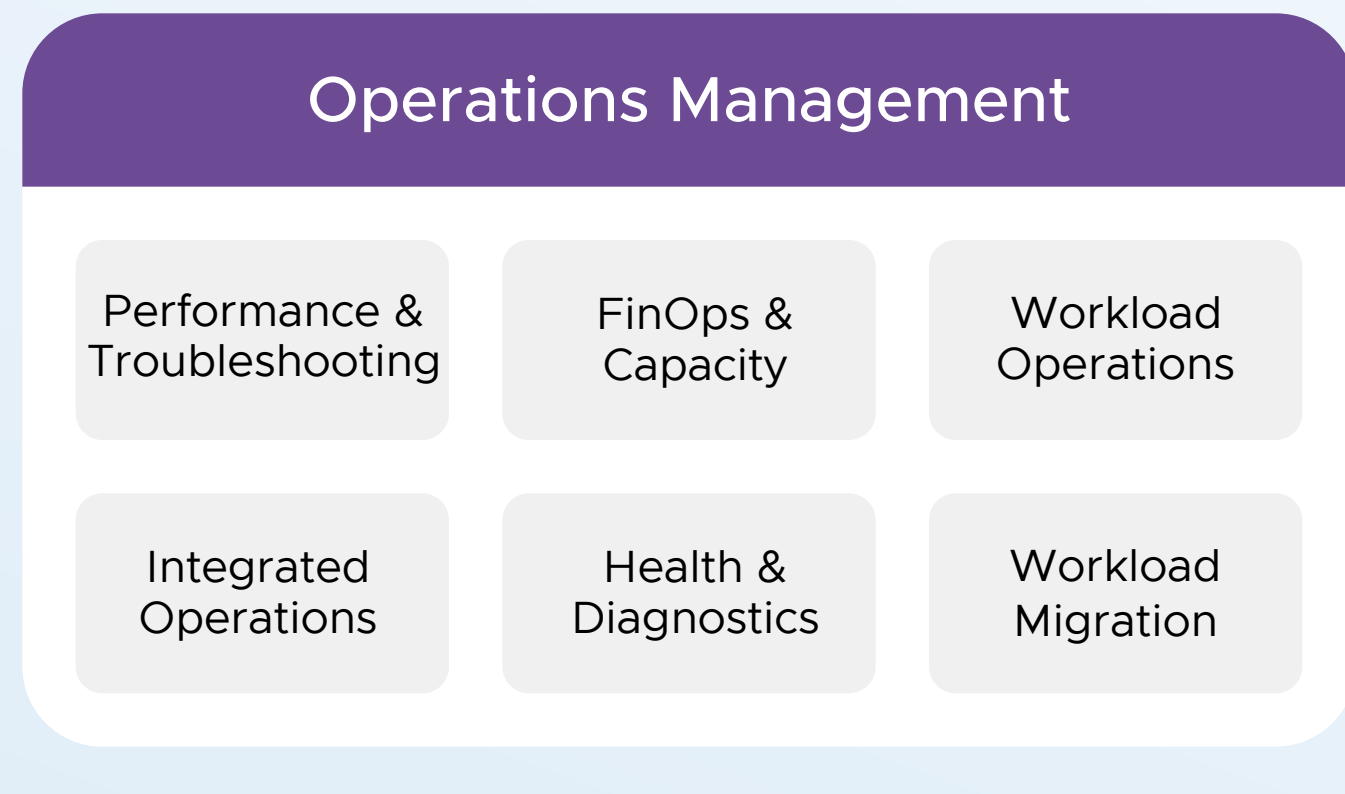 Operations Management
Performance &
Troubleshooting
FinOps &
Capacity
Workload
Operations
Integrated
Operations
Health &
Diagnostics
Workload
Migration